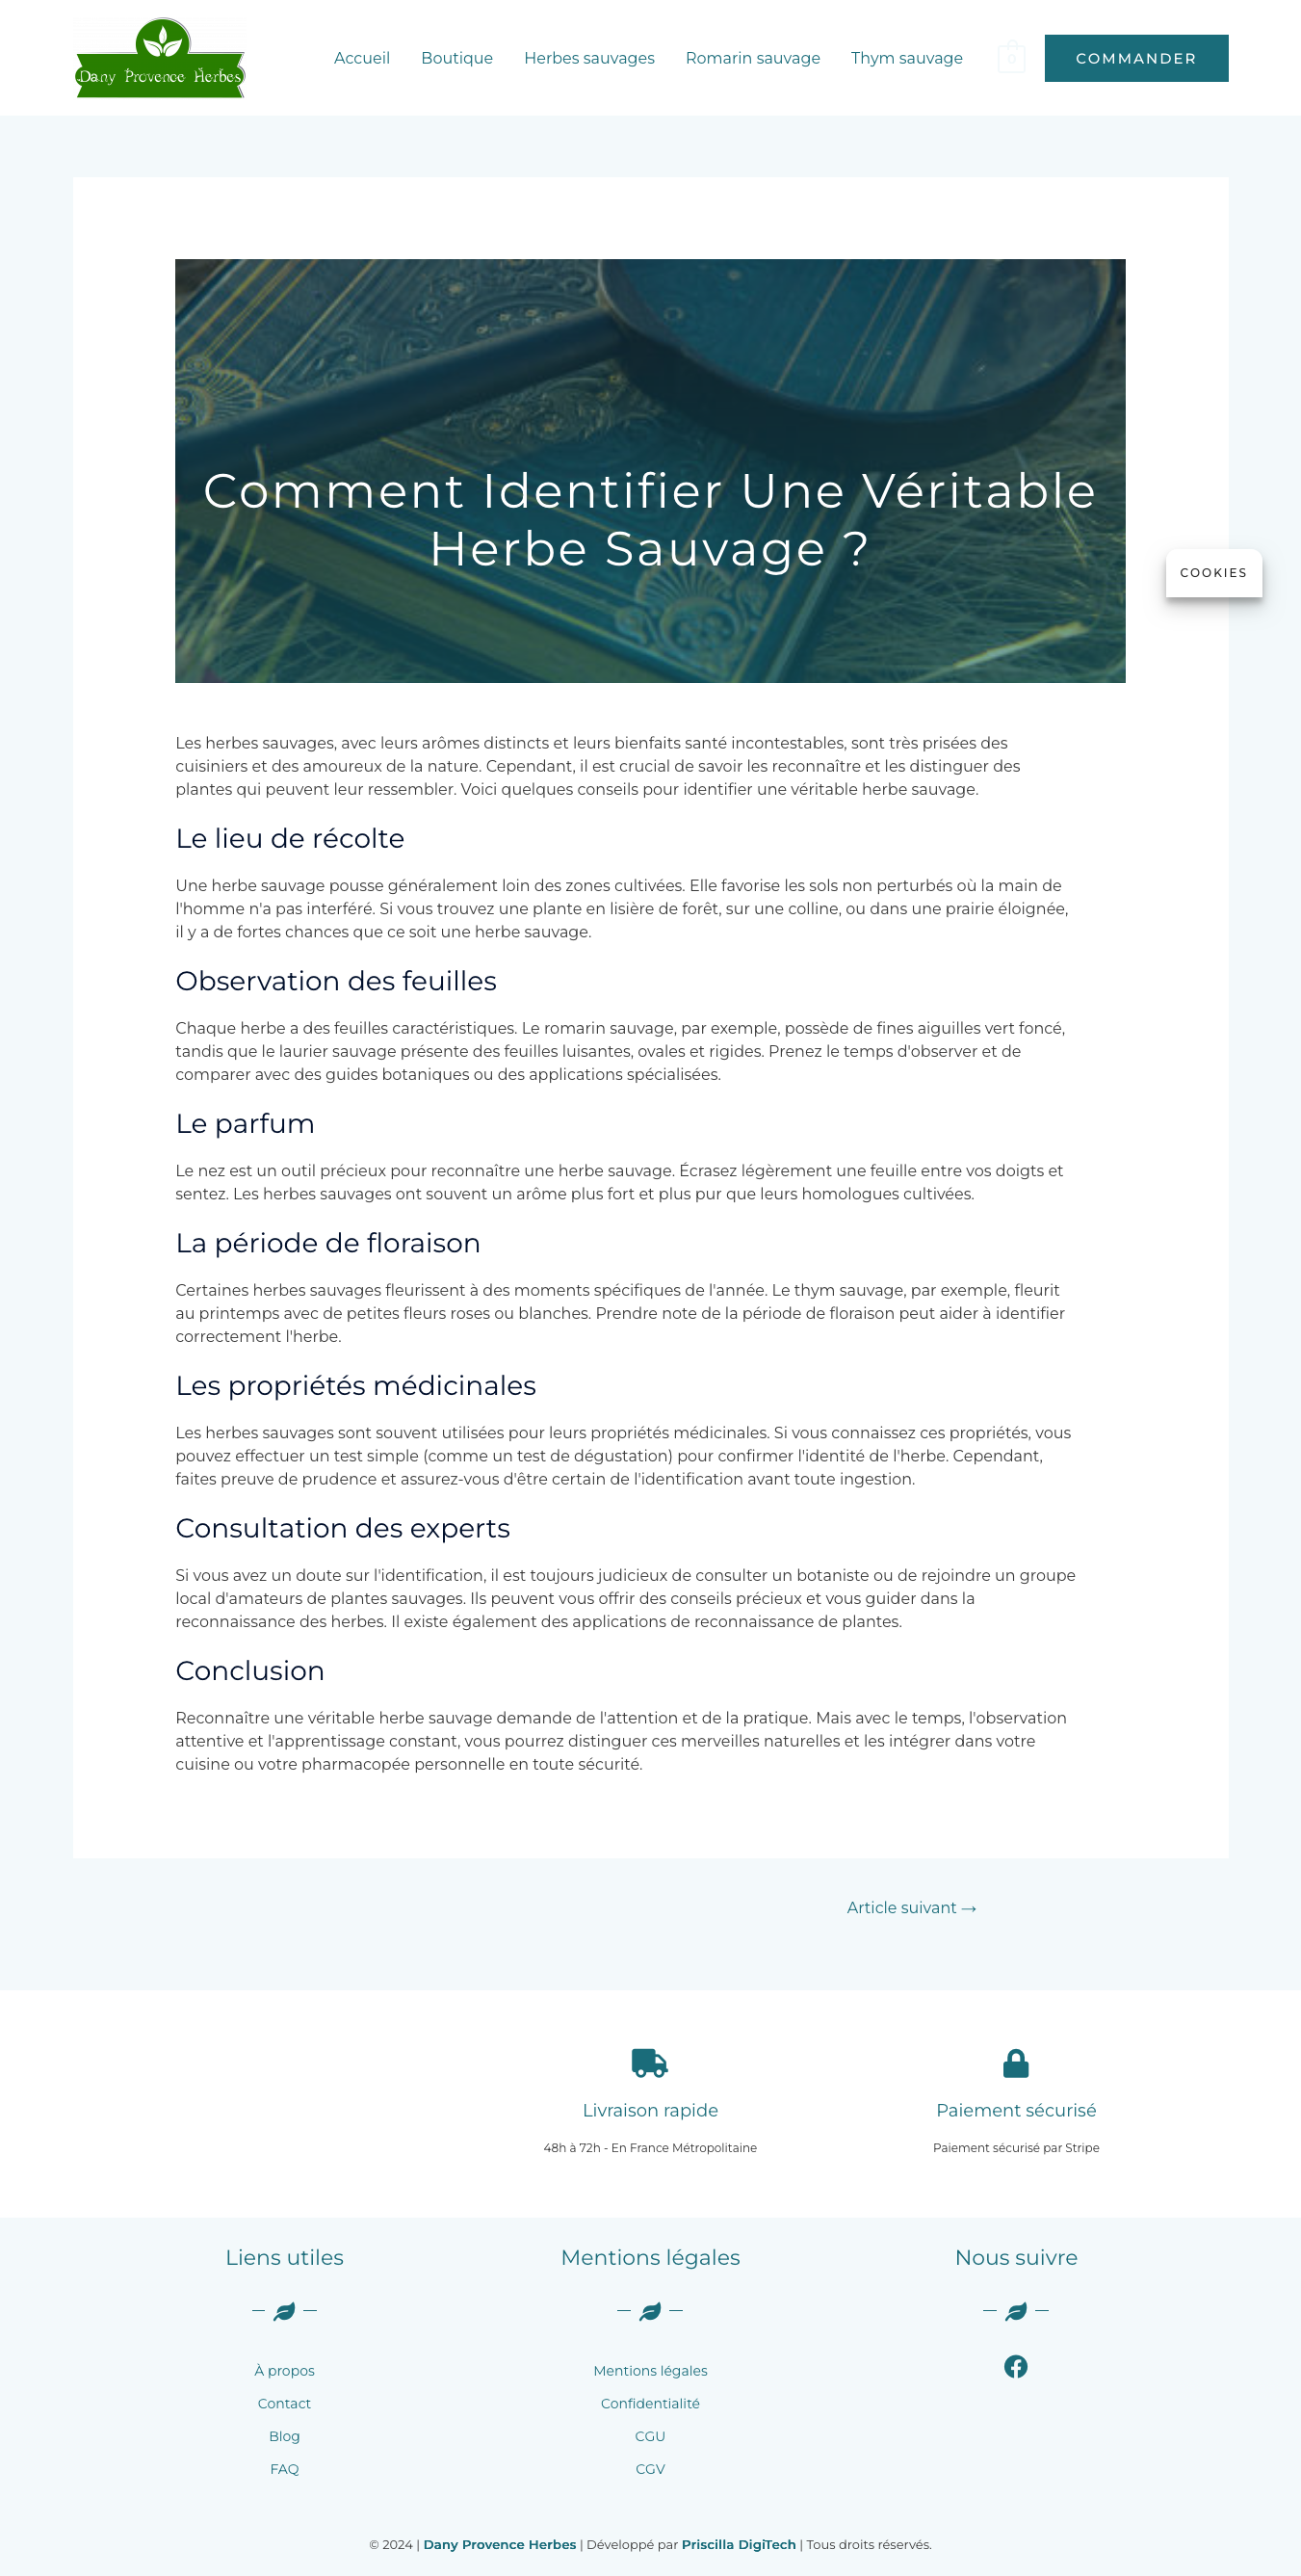 Dany Provence Herbes
Accueil
Boutique
Herbes sauvages
Romarin sauvage
Thym sauvage
0
COMMANDER
Comment Identifier Une Véritable
Herbe Sauvage ?
COOKIES
Les herbes sauvages, avec leurs arômes distincts et leurs bienfaits santé incontestables, sont très prisées des
cuisiniers et des amoureux de la nature. Cependant, il est crucial de savoir les reconnaître et les distinguer des
plantes qui peuvent leur ressembler. Voici quelques conseils pour identifier une véritable herbe sauvage.
Le lieu de récolte
Une herbe sauvage pousse généralement loin des zones cultivées. Elle favorise les sols non perturbés où la main de
l'homme n'a pas interféré. Si vous trouvez une plante en lisière de forêt, sur une colline, ou dans une prairie éloignée,
il y a de fortes chances que ce soit une herbe sauvage.
Observation des feuilles
Chaque herbe a des feuilles caractéristiques. Le romarin sauvage, par exemple, possède de fines aiguilles vert foncé,
tandis que le laurier sauvage présente des feuilles luisantes, ovales et rigides. Prenez le temps d'observer et de
comparer avec des guides botaniques ou des applications spécialisées.
Le parfum
Le nez est un outil précieux pour reconnaître une herbe sauvage. Écrasez légèrement une feuille entre vos doigts et
sentez. Les herbes sauvages ont souvent un arôme plus fort et plus pur que leurs homologues cultivées.
La période de floraison
Certaines herbes sauvages fleurissent à des moments spécifiques de l'année. Le thym sauvage, par exemple, fleurit
au printemps avec de petites fleurs roses ou blanches. Prendre note de la période de floraison peut aider à identifier
correctement l'herbe.
Les propriétés médicinales
Les herbes sauvages sont souvent utilisées pour leurs propriétés médicinales. Si vous connaissez ces propriétés, vous
pouvez effectuer un test simple (comme un test de dégustation) pour confirmer l'identité de l'herbe. Cependant,
faites preuve de prudence et assurez-vous d'être certain de l'identification avant toute ingestion.
Consultation des experts
Si vous avez un doute sur l'identification, il est toujours judicieux de consulter un botaniste ou de rejoindre un groupe
local d'amateurs de plantes sauvages. Ils peuvent vous offrir des conseils précieux et vous guider dans la
reconnaissance des herbes. Il existe également des applications de reconnaissance de plantes.
Conclusion
Reconnaître une véritable herbe sauvage demande de l'attention et de la pratique. Mais avec le temps, l'observation
attentive et l'apprentissage constant, vous pourrez distinguer ces merveilles naturelles et les intégrer dans votre
cuisine ou votre pharmacopée personnelle en toute sécurité.
Article suivant →
Livraison rapide
48h à 72h - En France Métropolitaine
Paiement sécurisé
Paiement sécurisé par Stripe
Liens utiles
À propos
Contact
Blog
FAQ
Mentions légales
Mentions légales
Confidentialité
CGU
CGV
Nous suivre
© 2024 | Dany Provence Herbes | Développé par Priscilla DigiTech | Tous droits réservés.